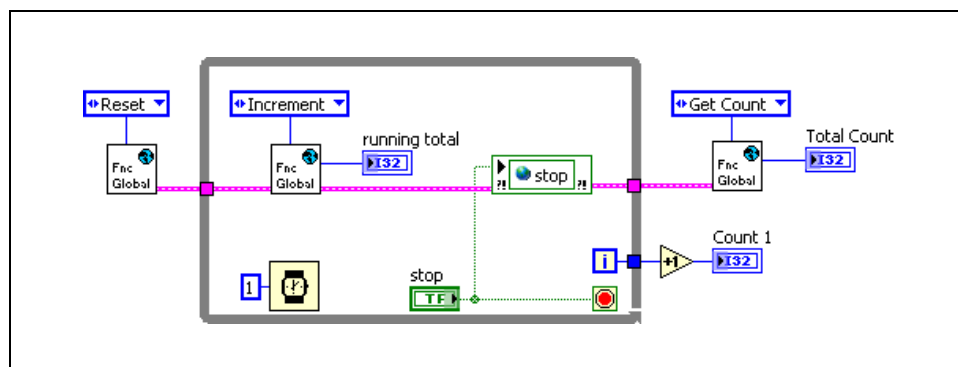 Reset
Increment
Get Count
running total
Total Count
Fnc
Global
Fnc
Global
I32
?!
stop
?!
Fnc
Global
I32
Count 1
i
+1
I32
1
stop
TF